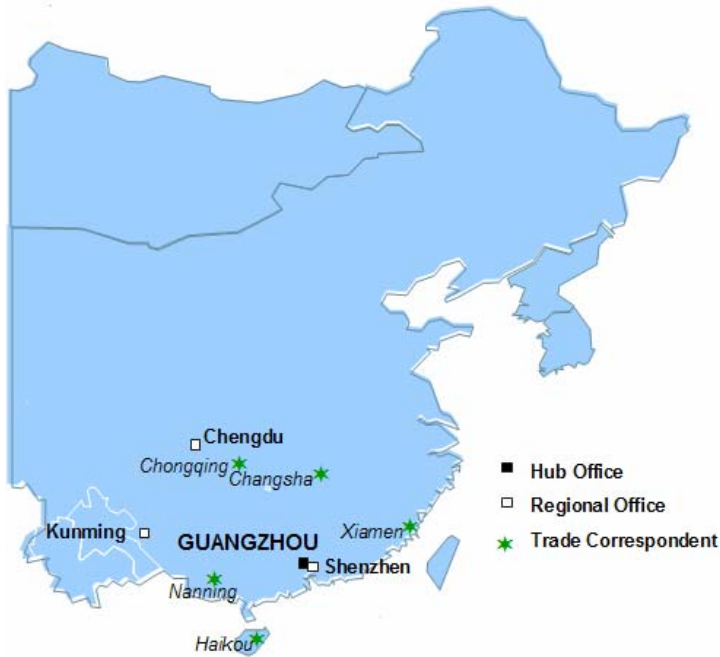 Chengdu
Chongqing
Changsha
Hub Office
Regional Office
Kunming
GUANGZHOU
Xiamen
Trade Correspondent
Shenzhen
Nanning
Haikou